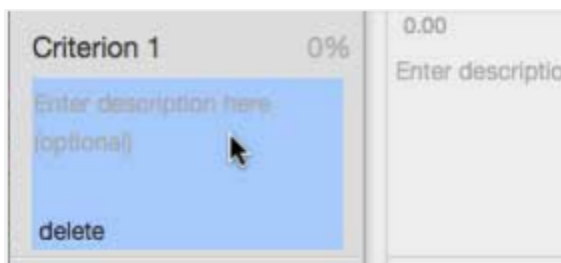 Criterion 1 0%
Enter description here
(optional)
delete
0.00
Enter descriptio